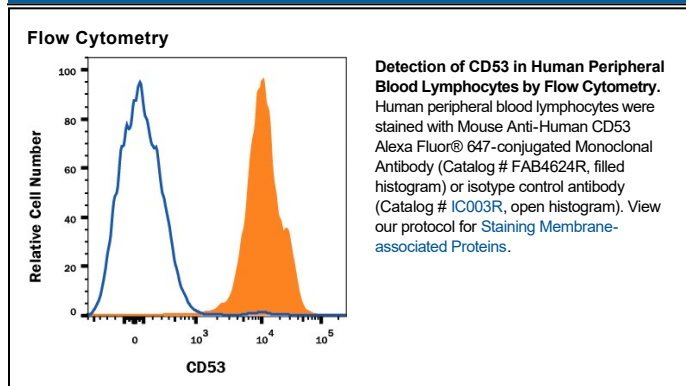 Flow Cytometry
100
80
60
40
20
0
Relative Cell Number
0
10³
10⁴
10⁵
CD53
Detection of CD53 in Human Peripheral
Blood Lymphocytes by Flow Cytometry.
Human peripheral blood lymphocytes were
stained with Mouse Anti-Human CD53
Alexa Fluor® 647-conjugated Monoclonal
Antibody (Catalog # FAB4624R, filled
histogram) or isotype control antibody
(Catalog # IC003R, open histogram). View
our protocol for Staining Membrane-
associated Proteins.